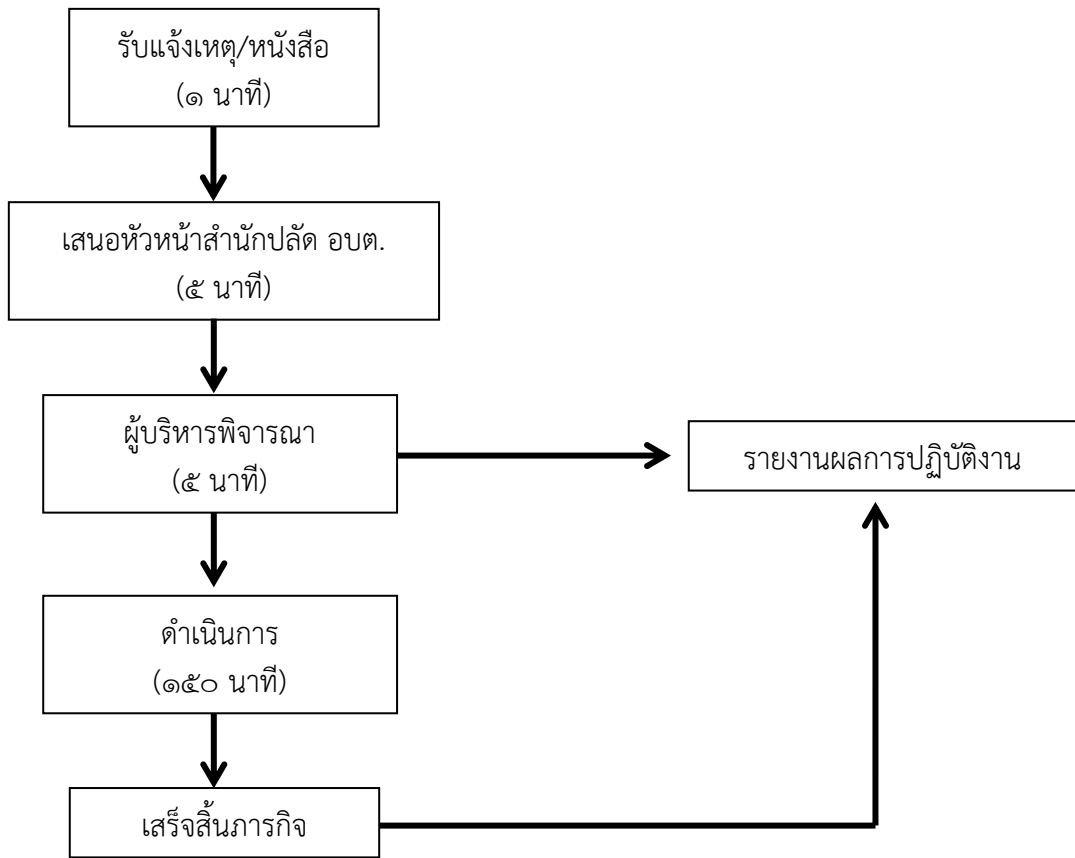 รับแจ้งเหตุ/หนังสือ
(๑ นาที)
เสนอหัวหน้าสำนักปลัด อบต.
(๕ นาที)
ผู้บริหารพิจารณา
(๕ นาที)
รายงานผลการปฏิบัติงาน
ดำเนินการ
(๑๕๐ นาที)
เสร็จสิ้นภารกิจ